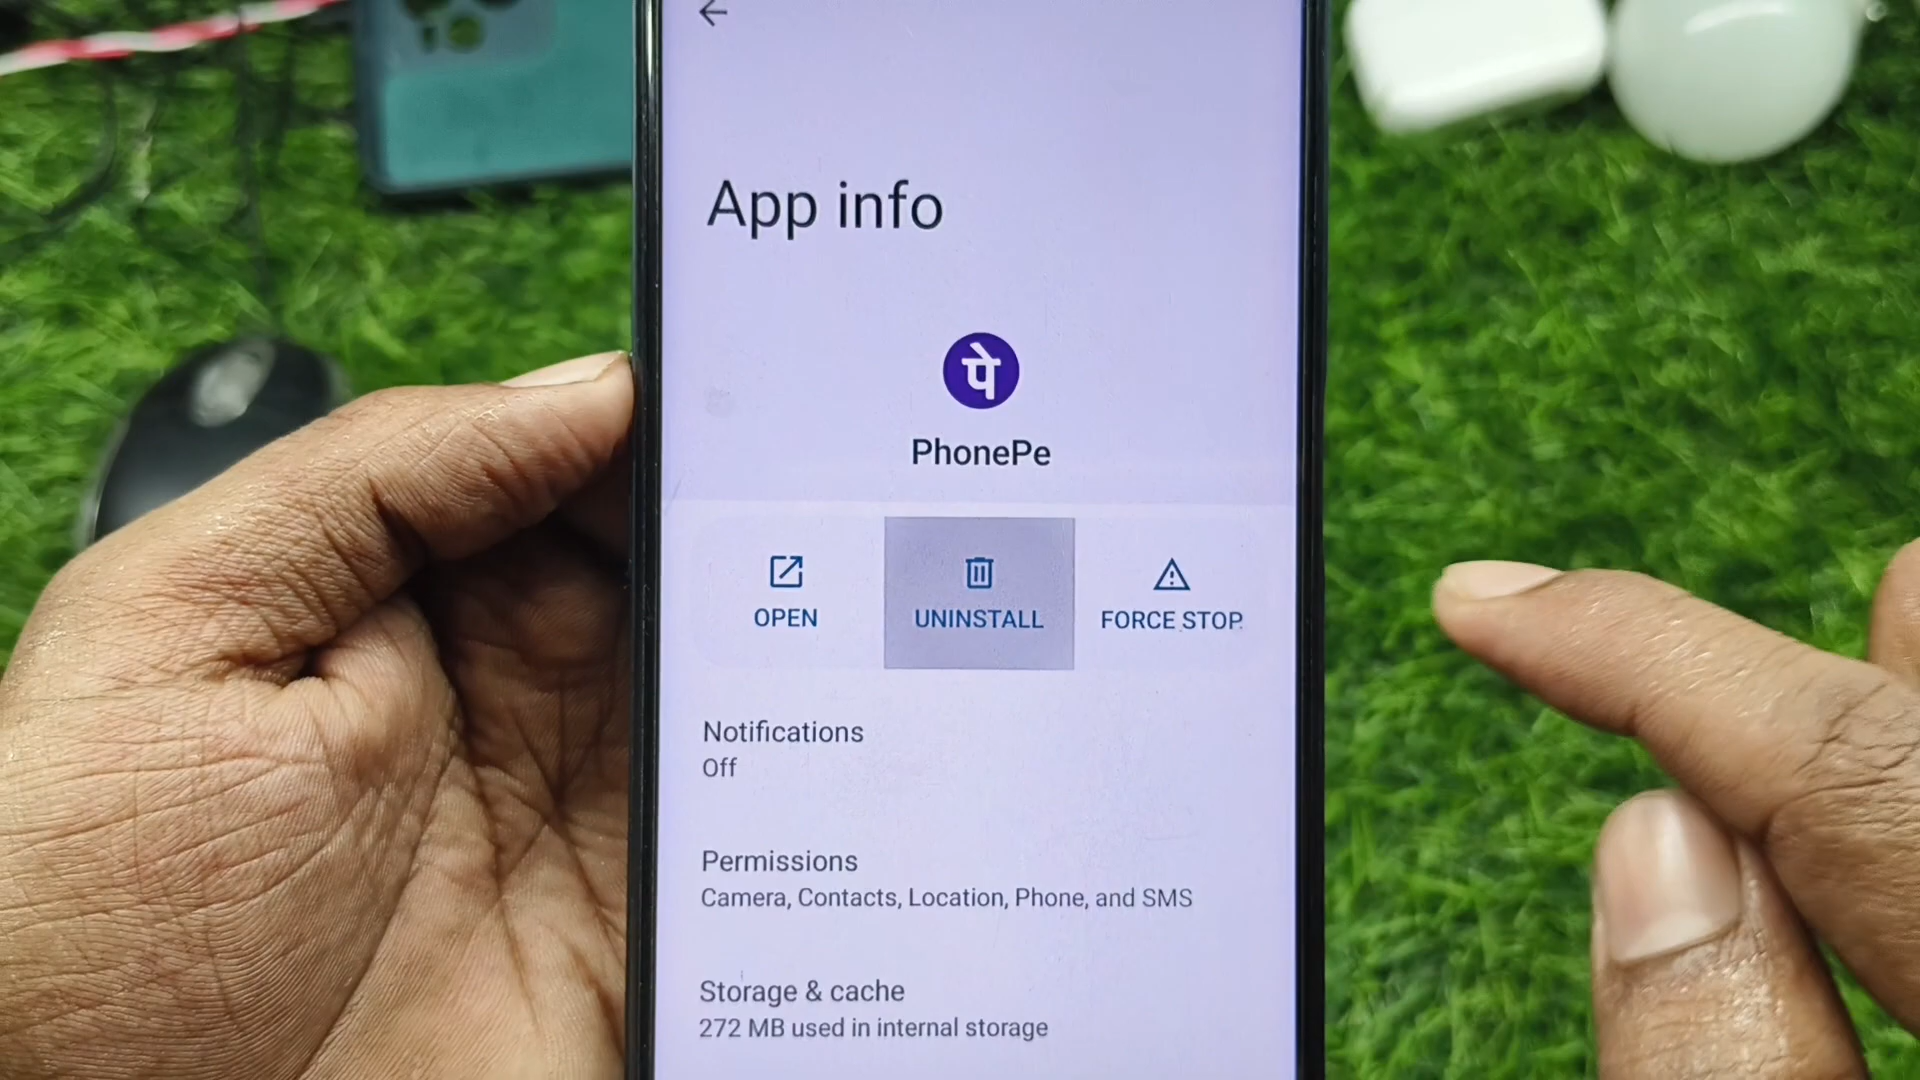 App info
पे
PhonePe
OPEN
UNINSTALL
FORCE STOP
Notifications
Off
Permissions
Camera, Contacts, Location, Phone, and SMS
Storage & cache
272 MB used in internal storage